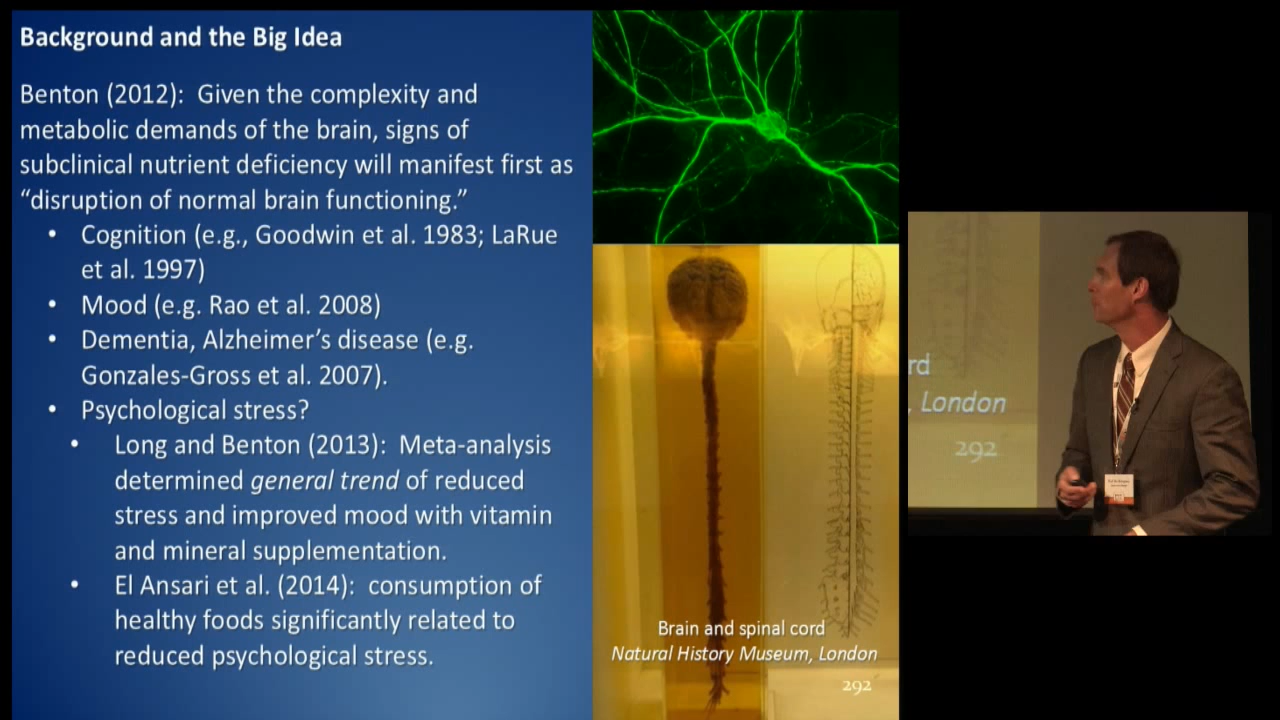 Background and the Big Idea
Benton (2012):  Given the complexity and
metabolic demands of the brain, signs of
subclinical nutrient deficiency will manifest first as
“disruption of normal brain functioning.”
• Cognition (e.g., Goodwin et al. 1983; LaRue
et al. 1997)
• Mood (e.g. Rao et al. 2008)
• Dementia, Alzheimer’s disease (e.g.
Gonzales-Gross et al. 2007).
• Psychological stress?
• Long and Benton (2013):  Meta-analysis
determined general trend of reduced
stress and improved mood with vitamin
and mineral supplementation.
• El Ansari et al. (2014):  consumption of
healthy foods significantly related to
reduced psychological stress.
Brain and spinal cord
Natural History Museum, London
292
rd
, London
292